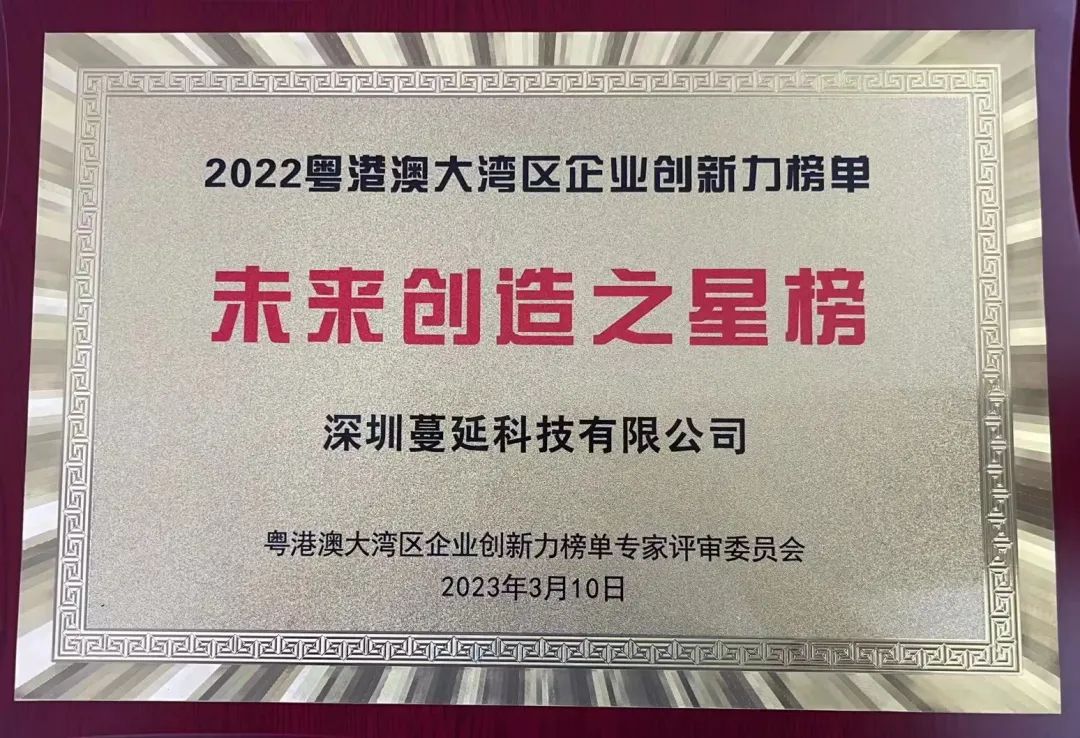 2022粤港澳大湾区企业创新力榜单
未来创造之星榜
深圳蔓延科技有限公司
粤港澳大湾区企业创新力榜单专家评审委员会
2023年3月10日